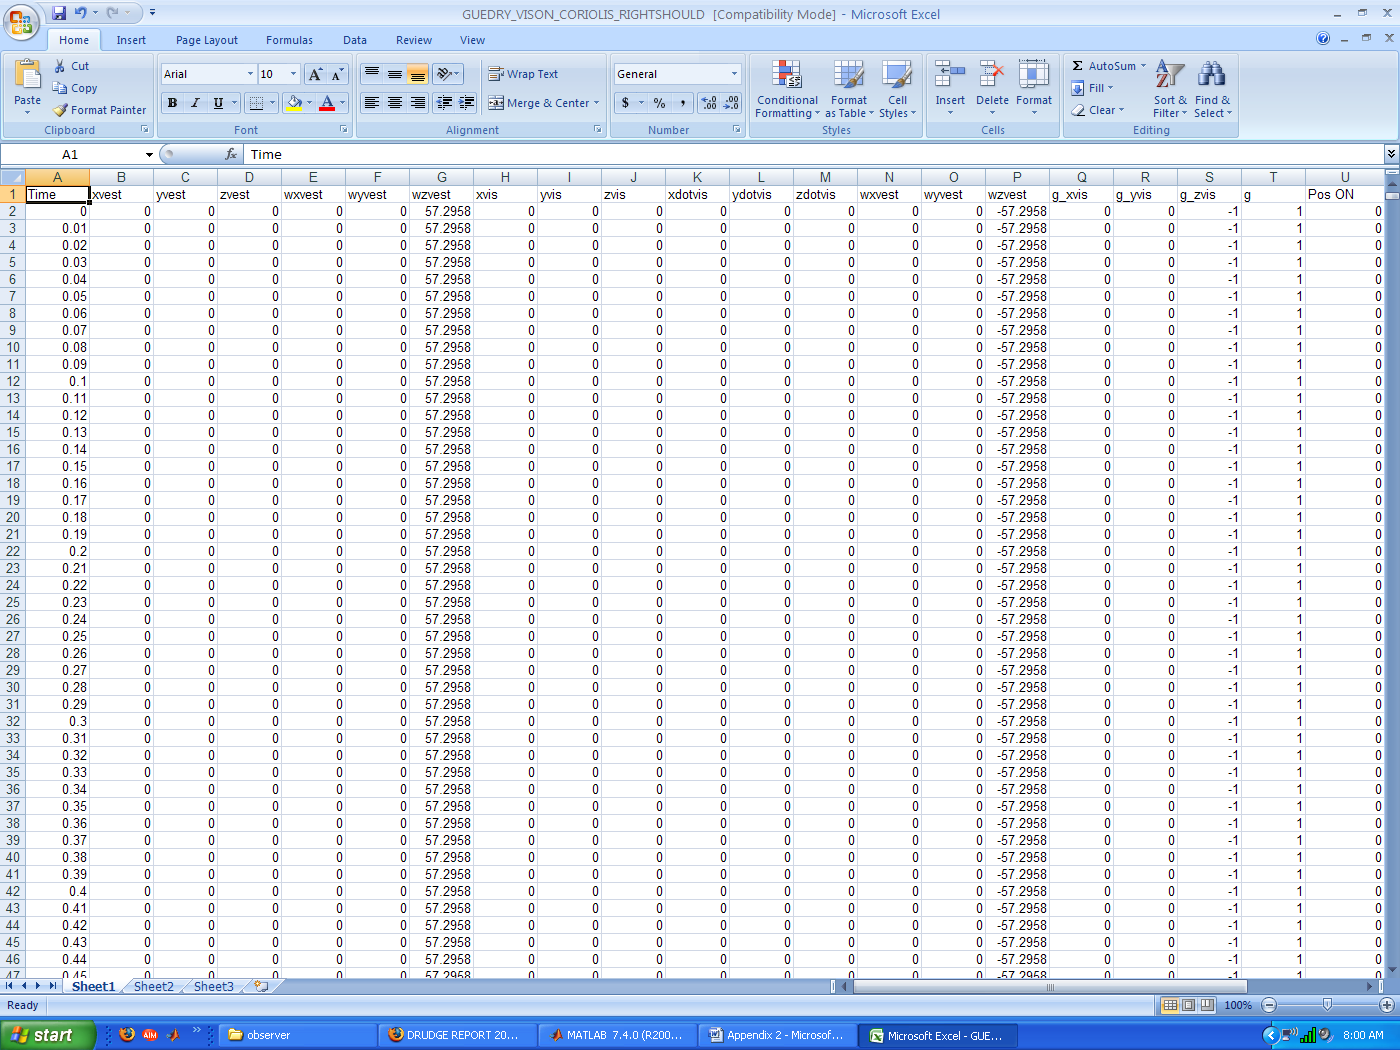 GUEDRY_VISON_CORIOLIS_RIGHTSHOULD [Compatibility Mode] - Microsoft Excel
Home Insert Page Layout Formulas Data Review View
Paste Cut Copy Format Painter Clipboard
Arial 10 B I U A Font
Wrap Text Merge & Center Alignment
General $ % , .00 .0 Number
Conditional Formatting Format as Table Cell Styles Styles
Insert Delete Format Cells
Σ AutoSum Fill Clear Sort & Filter Find & Select Editing
A1 fx Time
A B C D E F G H I J K L M N O P Q R S T U
1 Time xvest yvest zvest wxvest wyvest wzvest xvis yvis zvis xdotvis ydotvis zdotvis wxvest wyvest wzvest g_xvis g_yvis g_zvis g Pos ON
2 0 0 0 0 0 0 57.2958 0 0 0 0 0 0 0 0 -57.2958 0 0 -1 1 0
3 0.01 0 0 0 0 0 57.2958 0 0 0 0 0 0 0 0 -57.2958 0 0 -1 1 0
4 0.02 0 0 0 0 0 57.2958 0 0 0 0 0 0 0 0 -57.2958 0 0 -1 1 0
5 0.03 0 0 0 0 0 57.2958 0 0 0 0 0 0 0 0 -57.2958 0 0 -1 1 0
6 0.04 0 0 0 0 0 57.2958 0 0 0 0 0 0 0 0 -57.2958 0 0 -1 1 0
7 0.05 0 0 0 0 0 57.2958 0 0 0 0 0 0 0 0 -57.2958 0 0 -1 1 0
8 0.06 0 0 0 0 0 57.2958 0 0 0 0 0 0 0 0 -57.2958 0 0 -1 1 0
9 0.07 0 0 0 0 0 57.2958 0 0 0 0 0 0 0 0 -57.2958 0 0 -1 1 0
10 0.08 0 0 0 0 0 57.2958 0 0 0 0 0 0 0 0 -57.2958 0 0 -1 1 0
11 0.09 0 0 0 0 0 57.2958 0 0 0 0 0 0 0 0 -57.2958 0 0 -1 1 0
12 0.1 0 0 0 0 0 57.2958 0 0 0 0 0 0 0 0 -57.2958 0 0 -1 1 0
13 0.11 0 0 0 0 0 57.2958 0 0 0 0 0 0 0 0 -57.2958 0 0 -1 1 0
14 0.12 0 0 0 0 0 57.2958 0 0 0 0 0 0 0 0 -57.2958 0 0 -1 1 0
15 0.13 0 0 0 0 0 57.2958 0 0 0 0 0 0 0 0 -57.2958 0 0 -1 1 0
16 0.14 0 0 0 0 0 57.2958 0 0 0 0 0 0 0 0 -57.2958 0 0 -1 1 0
17 0.15 0 0 0 0 0 57.2958 0 0 0 0 0 0 0 0 -57.2958 0 0 -1 1 0
18 0.16 0 0 0 0 0 57.2958 0 0 0 0 0 0 0 0 -57.2958 0 0 -1 1 0
19 0.17 0 0 0 0 0 57.2958 0 0 0 0 0 0 0 0 -57.2958 0 0 -1 1 0
20 0.18 0 0 0 0 0 57.2958 0 0 0 0 0 0 0 0 -57.2958 0 0 -1 1 0
21 0.19 0 0 0 0 0 57.2958 0 0 0 0 0 0 0 0 -57.2958 0 0 -1 1 0
22 0.2 0 0 0 0 0 57.2958 0 0 0 0 0 0 0 0 -57.2958 0 0 -1 1 0
23 0.21 0 0 0 0 0 57.2958 0 0 0 0 0 0 0 0 -57.2958 0 0 -1 1 0
24 0.22 0 0 0 0 0 57.2958 0 0 0 0 0 0 0 0 -57.2958 0 0 -1 1 0
25 0.23 0 0 0 0 0 57.2958 0 0 0 0 0 0 0 0 -57.2958 0 0 -1 1 0
26 0.24 0 0 0 0 0 57.2958 0 0 0 0 0 0 0 0 -57.2958 0 0 -1 1 0
27 0.25 0 0 0 0 0 57.2958 0 0 0 0 0 0 0 0 -57.2958 0 0 -1 1 0
28 0.26 0 0 0 0 0 57.2958 0 0 0 0 0 0 0 0 -57.2958 0 0 -1 1 0
29 0.27 0 0 0 0 0 57.2958 0 0 0 0 0 0 0 0 -57.2958 0 0 -1 1 0
30 0.28 0 0 0 0 0 57.2958 0 0 0 0 0 0 0 0 -57.2958 0 0 -1 1 0
31 0.29 0 0 0 0 0 57.2958 0 0 0 0 0 0 0 0 -57.2958 0 0 -1 1 0
32 0.3 0 0 0 0 0 57.2958 0 0 0 0 0 0 0 0 -57.2958 0 0 -1 1 0
33 0.31 0 0 0 0 0 57.2958 0 0 0 0 0 0 0 0 -57.2958 0 0 -1 1 0
34 0.32 0 0 0 0 0 57.2958 0 0 0 0 0 0 0 0 -57.2958 0 0 -1 1 0
35 0.33 0 0 0 0 0 57.2958 0 0 0 0 0 0 0 0 -57.2958 0 0 -1 1 0
36 0.34 0 0 0 0 0 57.2958 0 0 0 0 0 0 0 0 -57.2958 0 0 -1 1 0
37 0.35 0 0 0 0 0 57.2958 0 0 0 0 0 0 0 0 -57.2958 0 0 -1 1 0
38 0.36 0 0 0 0 0 57.2958 0 0 0 0 0 0 0 0 -57.2958 0 0 -1 1 0
39 0.37 0 0 0 0 0 57.2958 0 0 0 0 0 0 0 0 -57.2958 0 0 -1 1 0
40 0.38 0 0 0 0 0 57.2958 0 0 0 0 0 0 0 0 -57.2958 0 0 -1 1 0
41 0.39 0 0 0 0 0 57.2958 0 0 0 0 0 0 0 0 -57.2958 0 0 -1 1 0
42 0.4 0 0 0 0 0 57.2958 0 0 0 0 0 0 0 0 -57.2958 0 0 -1 1 0
43 0.41 0 0 0 0 0 57.2958 0 0 0 0 0 0 0 0 -57.2958 0 0 -1 1 0
44 0.42 0 0 0 0 0 57.2958 0 0 0 0 0 0 0 0 -57.2958 0 0 -1 1 0
45 0.43 0 0 0 0 0 57.2958 0 0 0 0 0 0 0 0 -57.2958 0 0 -1 1 0
46 0.44 0 0 0 0 0 57.2958 0 0 0 0 0 0 0 0 -57.2958 0 0 -1 1 0
47 0.45 0 0 0 0 0 57.2958 0 0 0 0 0 0 0 0 -57.2958 0 0 -1 1 0
Sheet1 Sheet2 Sheet3
Ready 100%
start AIM observer DRUDGE REPORT 20... MATLAB 7.4.0 (R200... Appendix 2 - Microsof... Microsoft Excel - GUE... 8:00 AM